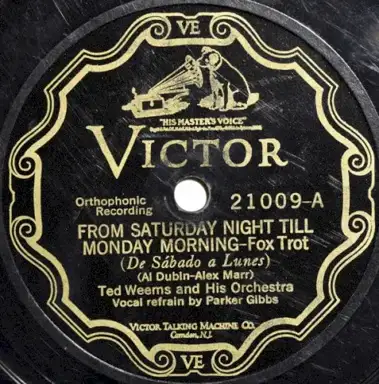 VE
"HIS MASTER'S VOICE"
VICTOR
Orthophonic
Recording
21009-A
FROM SATURDAY NIGHT TILL
MONDAY MORNING-Fox Trot
(De Sábado a Lunes)
(Al Dubin-Alex Marr)
Ted Weems and His Orchestra
Vocal refrain by Parker Gibbs
VICTOR TALKING MACHINE CO.
Camden, N.J.
VE